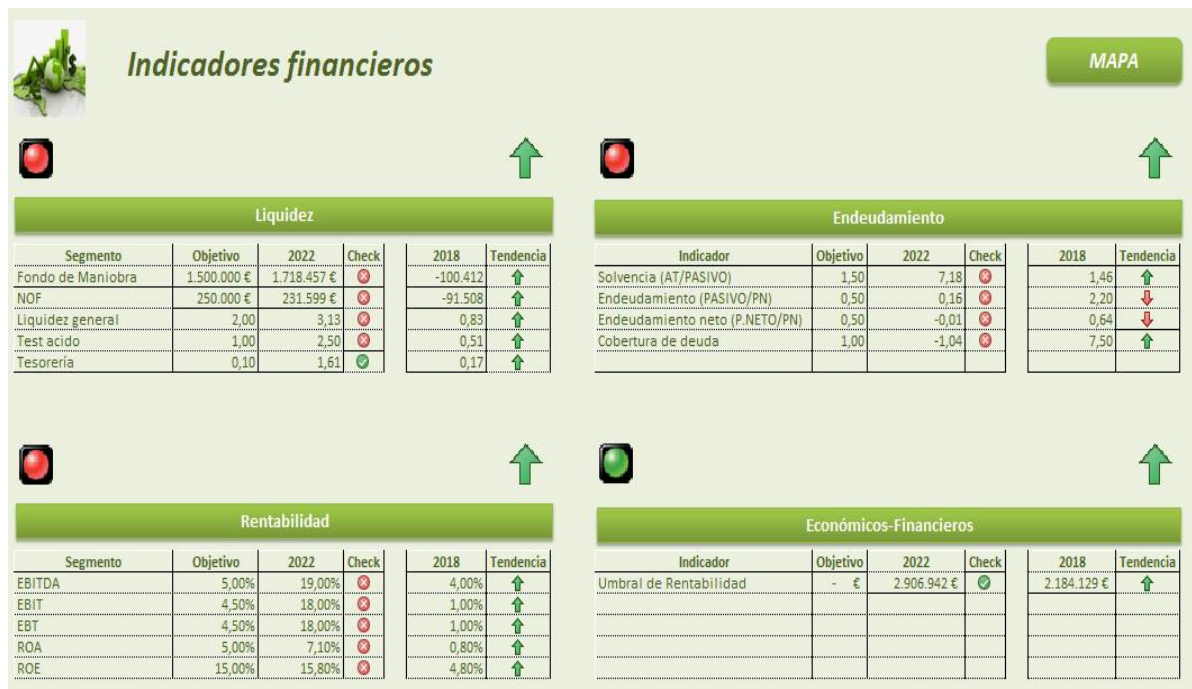 Indicadores financieros
MAPA
Liquidez
Segmento Objetivo 2022 Check 2018 Tendencia
Fondo de Maniobra 1.500.000 € 1.718.457 € -100.412
NOF 250.000 € 231.599 € -91.508
Liquidez general 2,00 3,13 0,83
Test acido 1,00 2,50 0,51
Tesorería 0,10 1,61 0,17
Endeudamiento
Indicador Objetivo 2022 Check 2018 Tendencia
Solvencia (AT/PASIVO) 1,50 7,18 1,46
Endeudamiento (PASIVO/PN) 0,50 0,16 2,20
Endeudamiento neto (P.NETO/PN) 0,50 -0,01 0,64
Cobertura de deuda 1,00 -1,04 7,50
Rentabilidad
Segmento Objetivo 2022 Check 2018 Tendencia
EBITDA 5,00% 19,00% 4,00%
EBIT 4,50% 18,00% 1,00%
EBT 4,50% 18,00% 1,00%
ROA 5,00% 7,10% 0,80%
ROE 15,00% 15,80% 4,80%
Económicos-Financieros
Indicador Objetivo 2022 Check 2018 Tendencia
Umbral de Rentabilidad - € 2.906.942 € 2.184.129 €